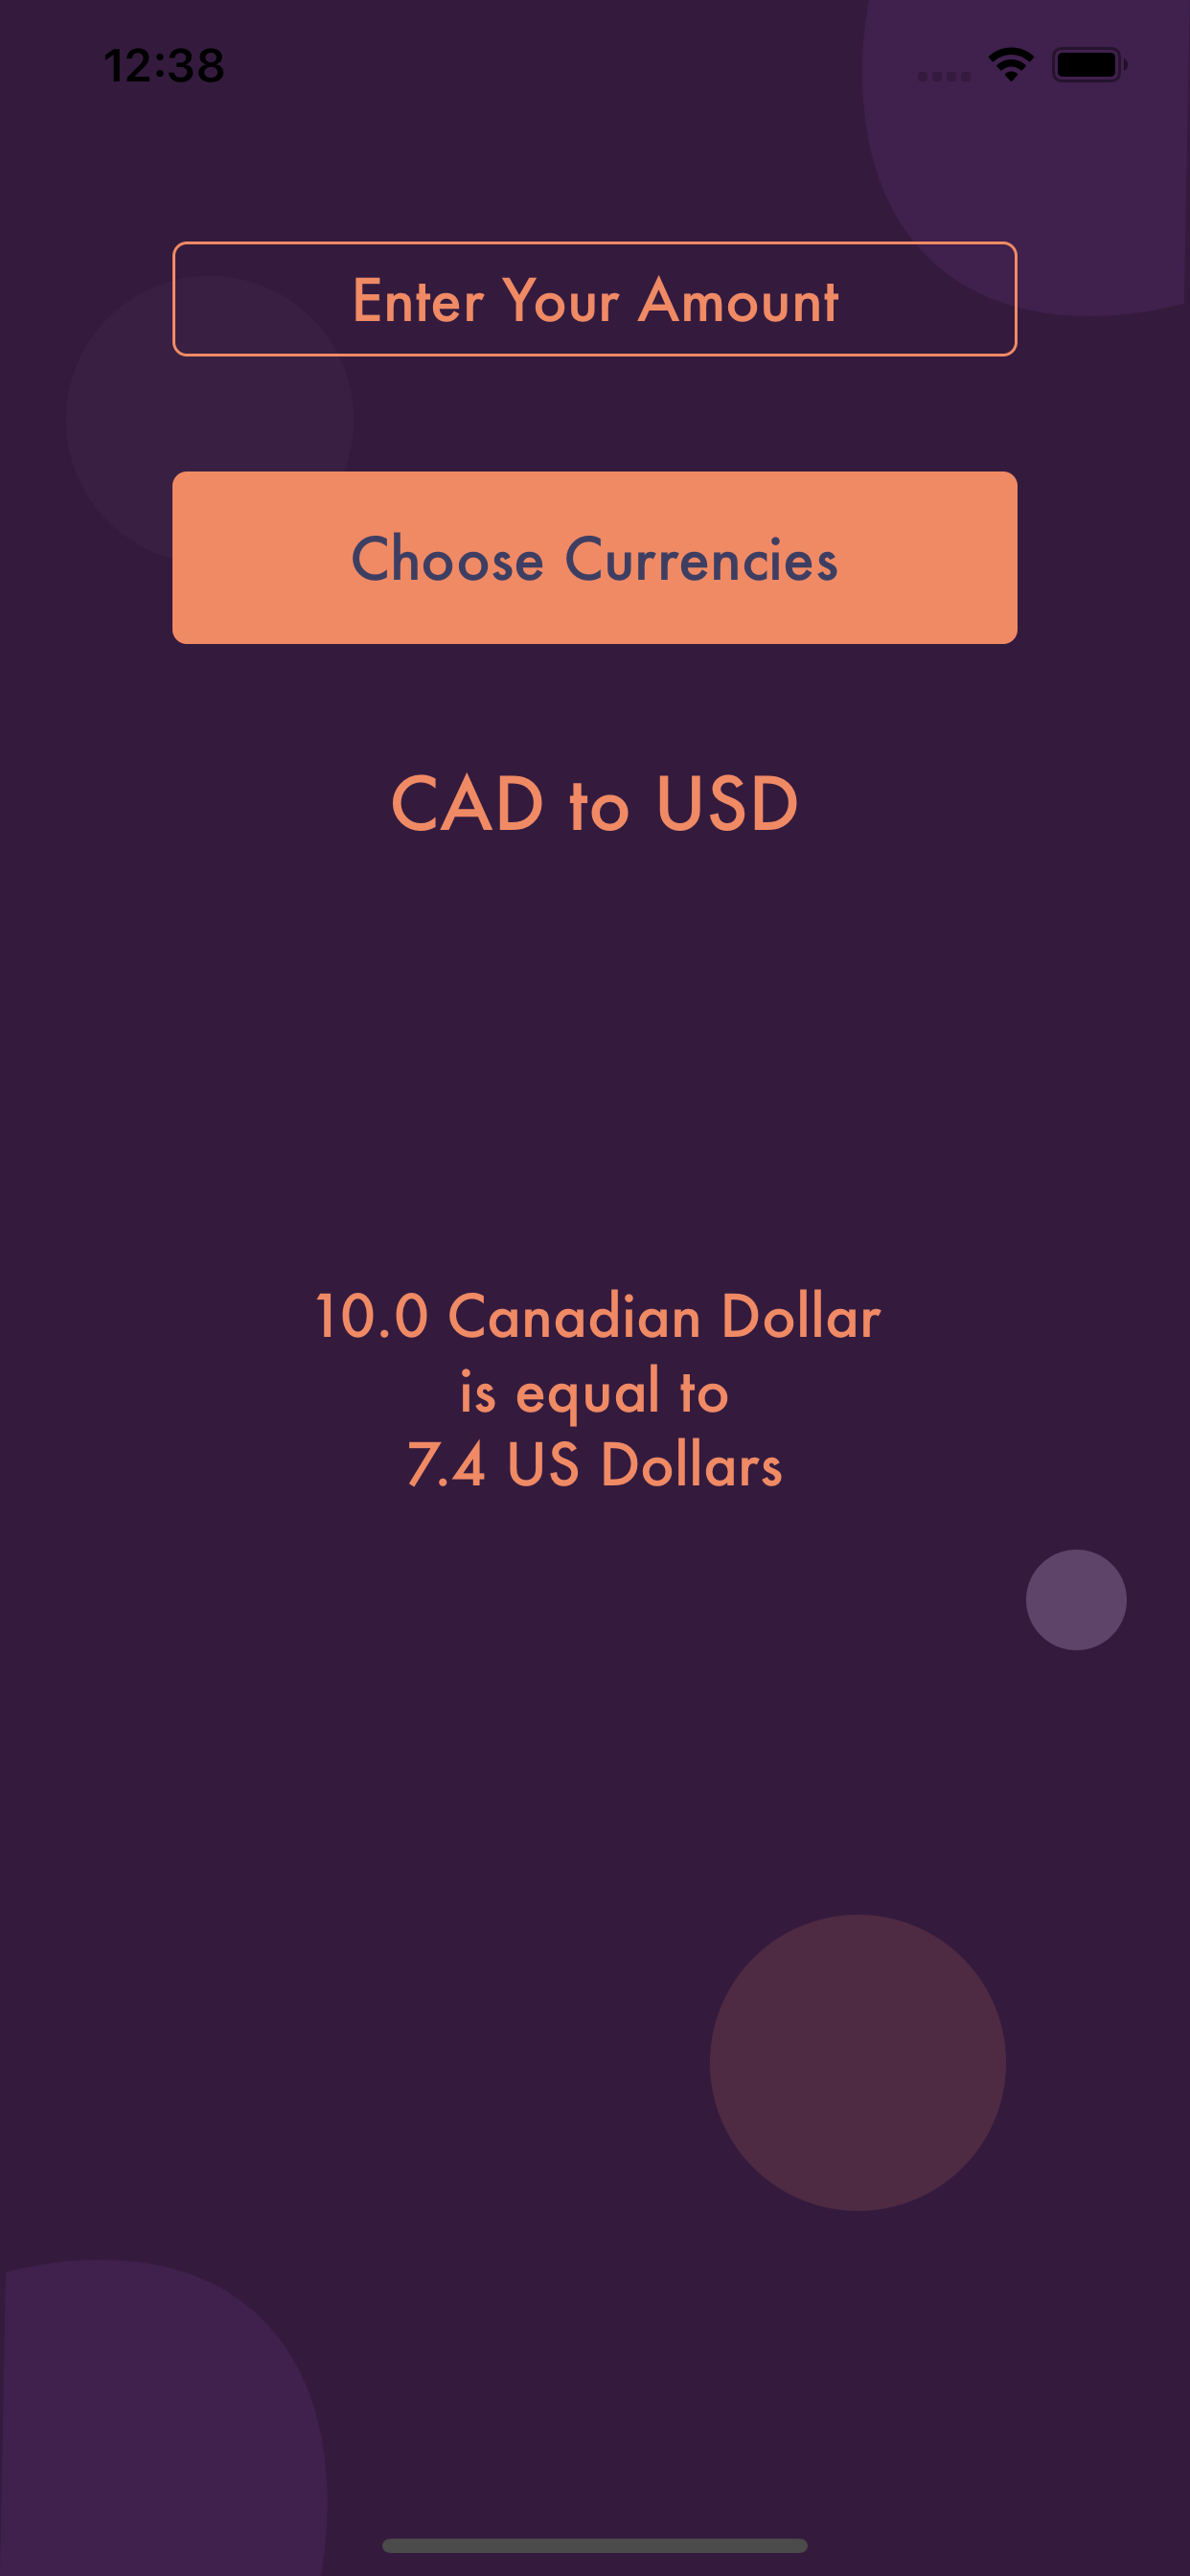 12:38
Enter Your Amount
Choose Currencies
CAD to USD
10.0 Canadian Dollar
is equal to
7.4 US Dollars